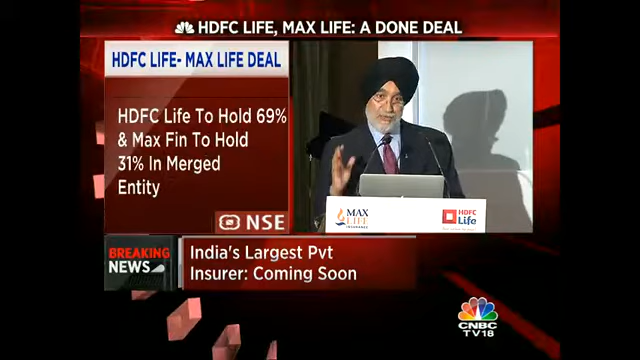 HDFC LIFE, MAX LIFE: A DONE DEAL
HDFC LIFE- MAX LIFE DEAL
HDFC Life To Hold 69%
& Max Fin To Hold
31% In Merged
Entity
NSE
MAX
LIFE
INSURANCE
HDFC
Life
BREAKING
NEWS
India's Largest Pvt
Insurer: Coming Soon
CNBC
TV18